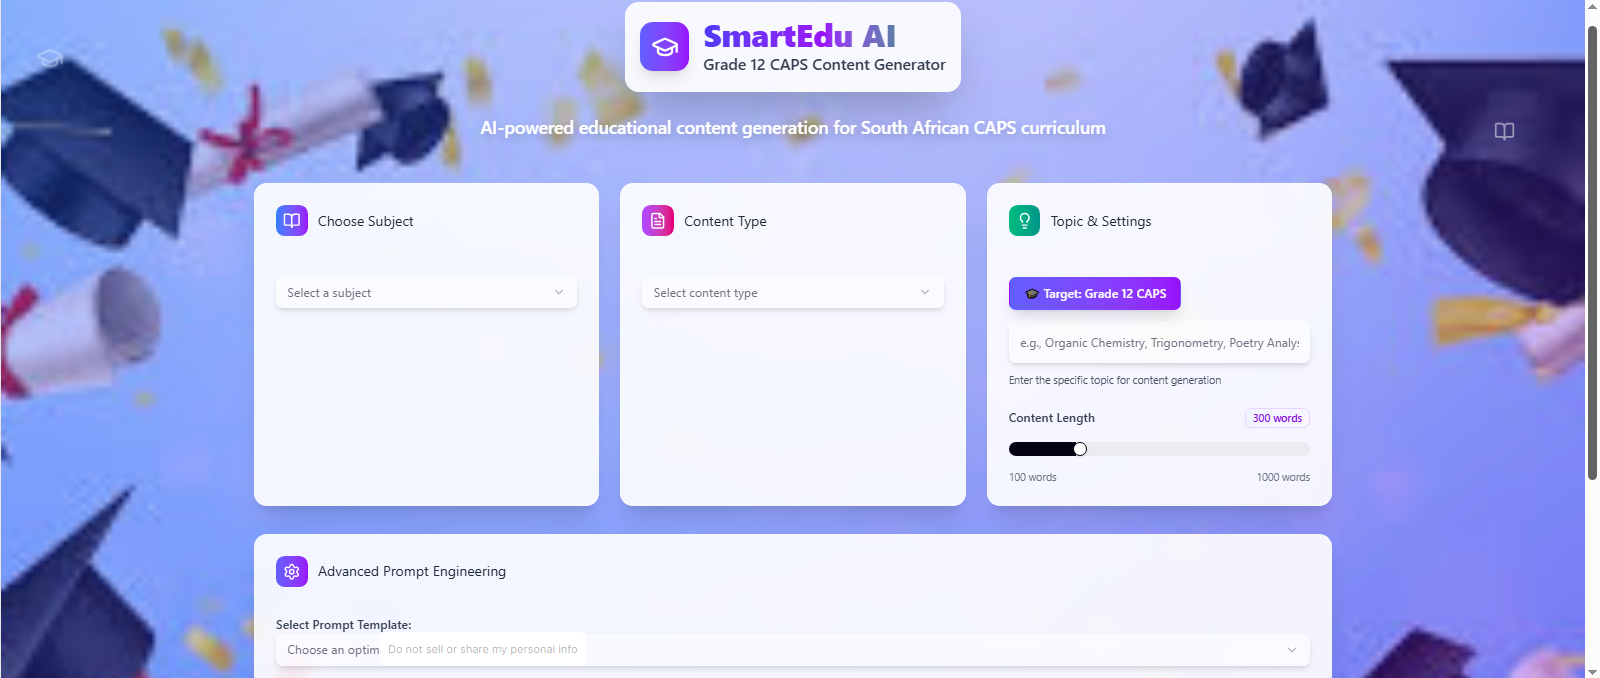 SmartEdu AI
Grade 12 CAPS Content Generator
AI-powered educational content generation for South African CAPS curriculum
Choose Subject
Select a subject
Content Type
Select content type
Topic & Settings
🎓 Target: Grade 12 CAPS
e.g., Organic Chemistry, Trigonometry, Poetry Analy
Enter the specific topic for content generation
Content Length
300 words
100 words
1000 words
Advanced Prompt Engineering
Select Prompt Template:
Choose an optim
Do not sell or share my personal info